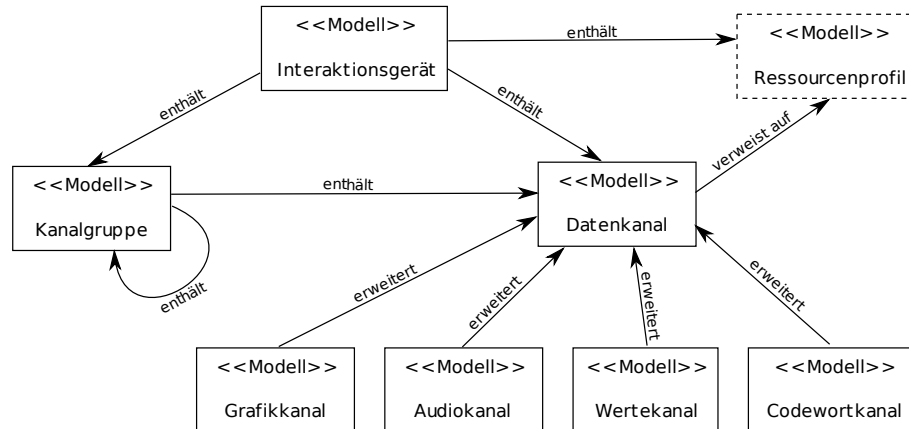 <<Modell>>
Interaktionsgerät
enthält
<<Modell>>
Ressourcenprofil
enthält
enthält
verweist auf
<<Modell>>
Kanalgruppe
enthält
<<Modell>>
Datenkanal
enthält
erweitert
erweitert
erweitert
erweitert
<<Modell>>
Grafikkanal
<<Modell>>
Audiokanal
<<Modell>>
Wertekanal
<<Modell>>
Codewortkanal